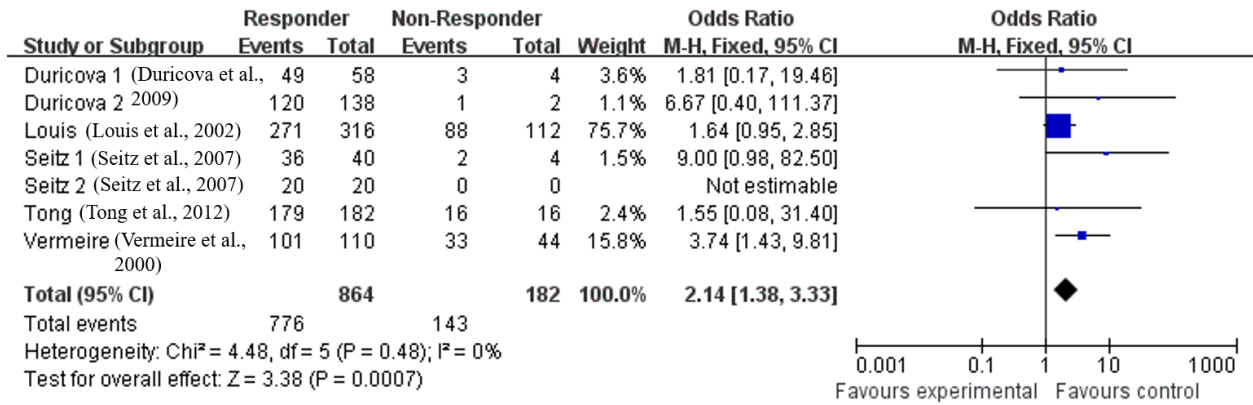 Responder Non-Responder Odds Ratio Odds Ratio
Study or Subgroup Events Total Events Total Weight M-H, Fixed, 95% CI M-H, Fixed, 95% CI
Duricova 1 (Duricova et al., 49 58 3 4 3.6% 1.81 [0.17, 19.46]
Duricova 2 2009) 120 138 1 2 1.1% 6.67 [0.40, 111.37]
Louis (Louis et al., 2002) 271 316 88 112 75.7% 1.64 [0.95, 2.85]
Seitz 1 (Seitz et al., 2007) 36 40 2 4 1.5% 9.00 [0.98, 82.50]
Seitz 2 (Seitz et al., 2007) 20 20 0 0 Not estimable
Tong (Tong et al., 2012) 179 182 16 16 2.4% 1.55 [0.08, 31.40]
Vermeire (Vermeire et al., 101 110 33 44 15.8% 3.74 [1.43, 9.81]
2000)
Total (95% CI) 864 182 100.0% 2.14 [1.38, 3.33]
Total events 776 143
Heterogeneity: Chi² = 4.48, df = 5 (P = 0.48); I² = 0%
Test for overall effect: Z = 3.38 (P = 0.0007)
0.001 0.1 1 10 1000
Favours experimental Favours control